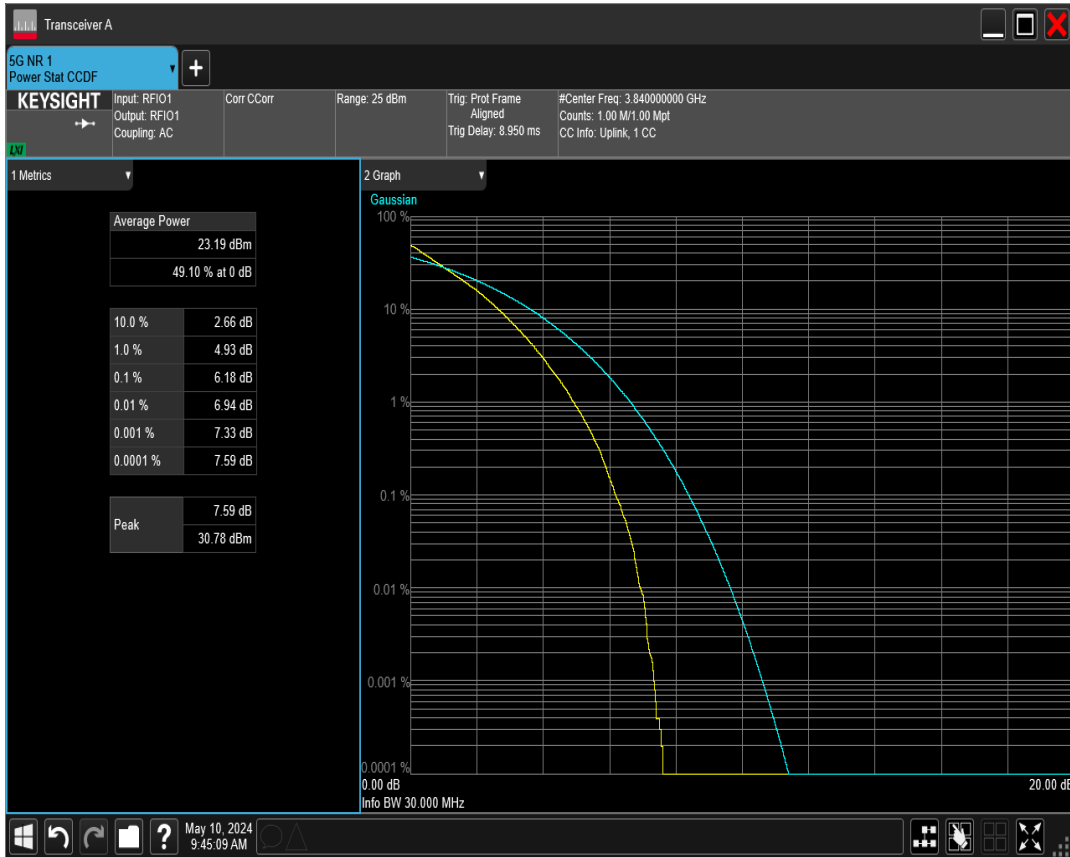 Transceiver A
5G NR 1
Power Stat CCDF
KEYSIGHT
LXI
Input: RFIO1
Output: RFIO1
Coupling: AC
Corr CCorr
Range: 25 dBm
Trig: Prot Frame
Aligned
Trig Delay: 8.950 ms
#Center Freq: 3.840000000 GHz
Counts: 1.00 M/1.00 Mpt
CC Info: Uplink, 1 CC
1 Metrics
Average Power
23.19 dBm
49.10 % at 0 dB
10.0 % 2.66 dB
1.0 % 4.93 dB
0.1 % 6.18 dB
0.01 % 6.94 dB
0.001 % 7.33 dB
0.0001 % 7.59 dB
Peak
7.59 dB
30.78 dBm
2 Graph
Gaussian
100 %
10 %
1 %
0.1 %
0.01 %
0.001 %
0.0001 %
0.00 dB
20.00 dB
Info BW 30.000 MHz
?
May 10, 2024
9:45:09 AM